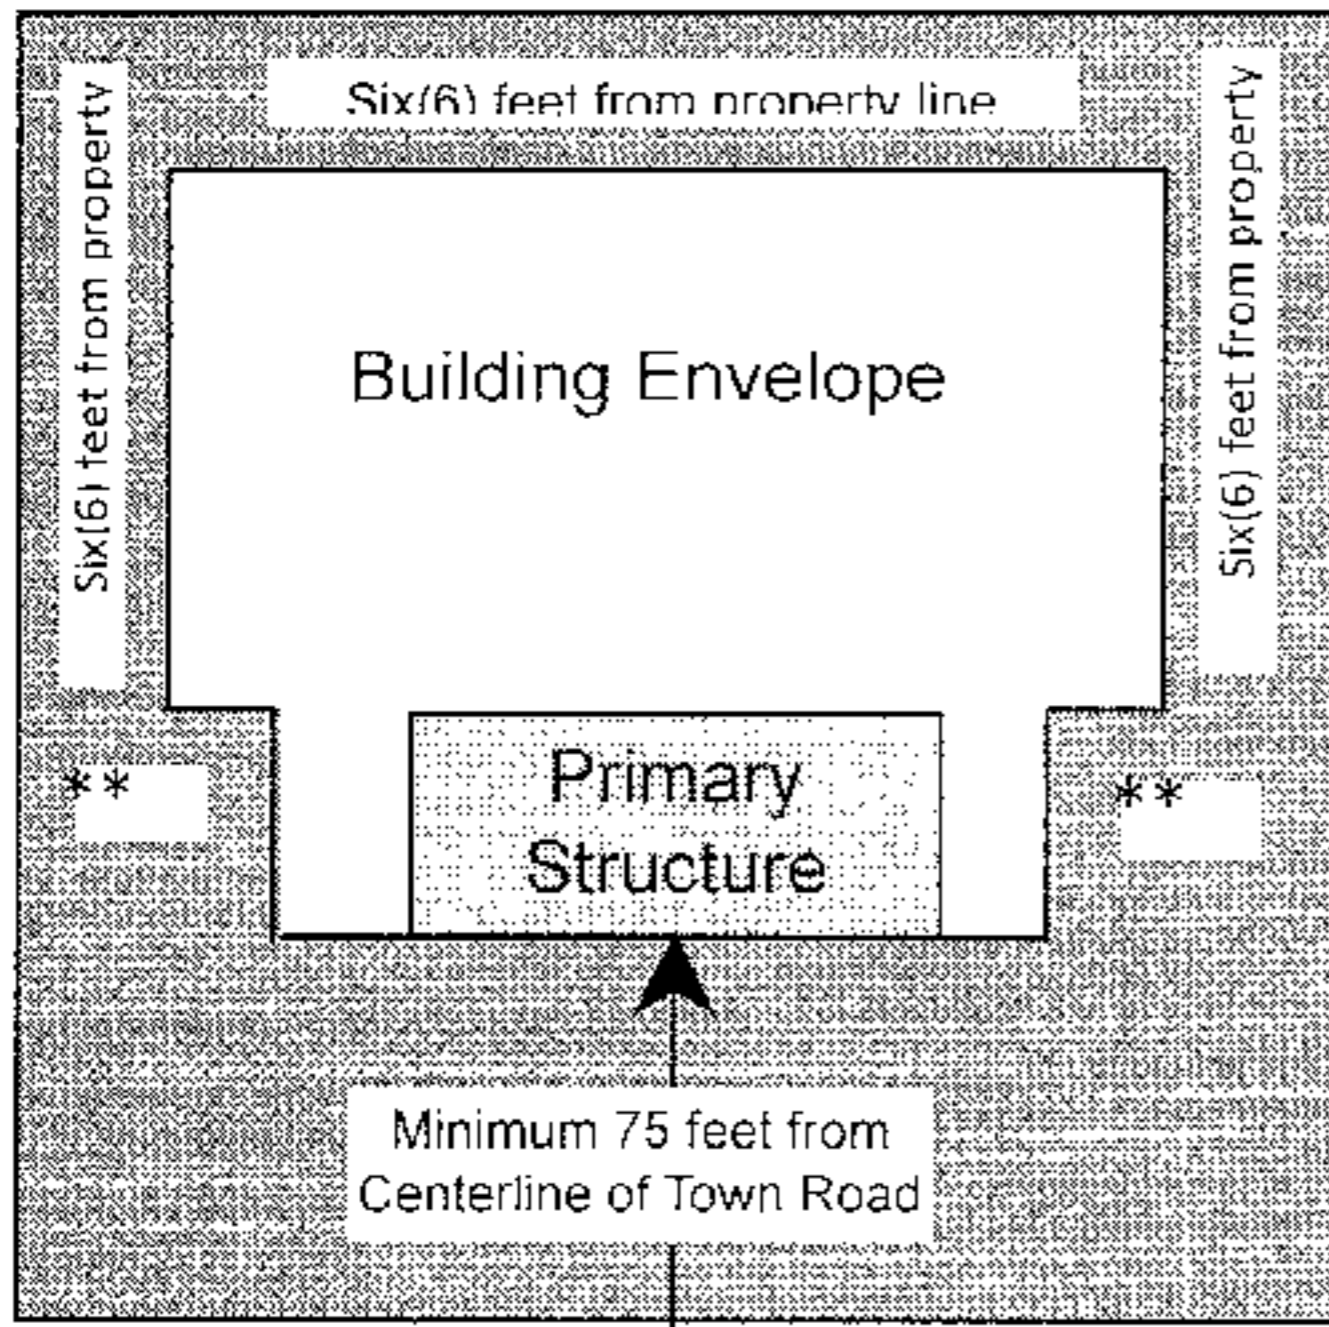 Six(6) feet from property line
Six(6) feet from property
Six(6) feet from property
Building Envelope
Primary
Structure
**
**
Minimum 75 feet from
Centerline of Town Road